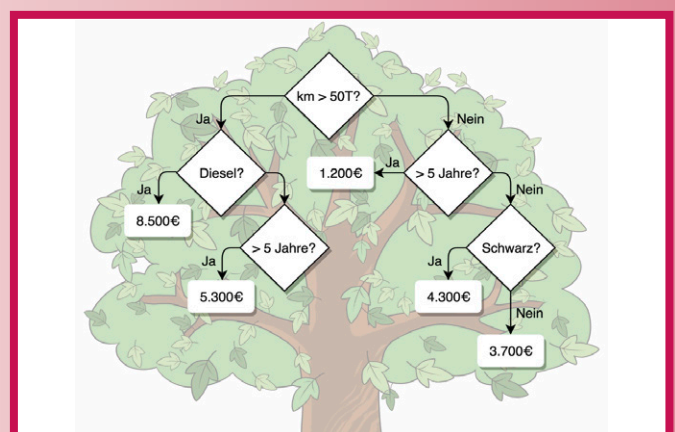 km > 50T?
Ja
Nein
Diesel?
1.200€
Ja
> 5 Jahre?
Ja
Nein
8.500€
> 5 Jahre?
Schwarz?
Ja
Ja
5.300€
4.300€
Nein
3.700€